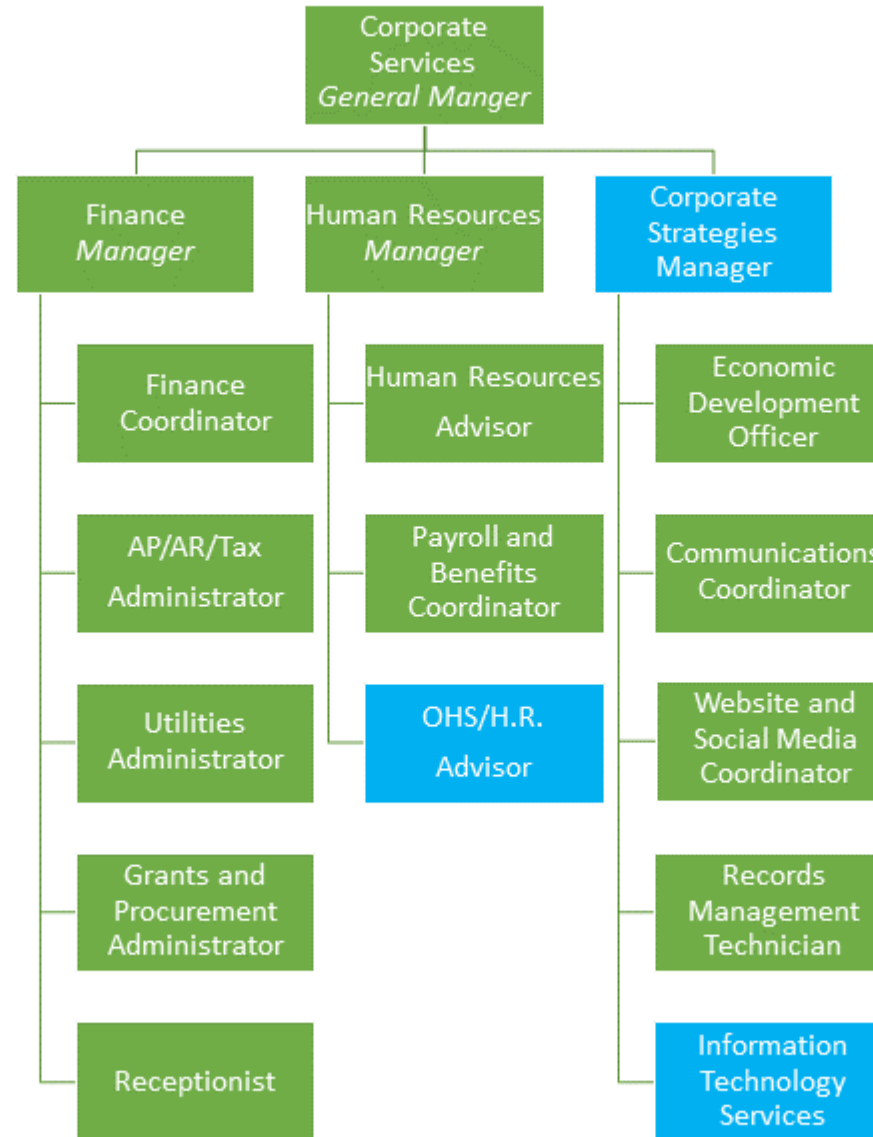 Corporate
Services
General Manger
Finance
Manager
Human Resources
Manager
Corporate
Strategies
Manager
Finance
Coordinator
AP/AR/Tax
Administrator
Utilities
Administrator
Grants and
Procurement
Administrator
Receptionist
Human Resources
Advisor
Payroll and
Benefits
Coordinator
OHS/H.R.
Advisor
Economic
Development
Officer
Communications
Coordinator
Website and
Social Media
Coordinator
Records
Management
Technician
Information
Technology
Services